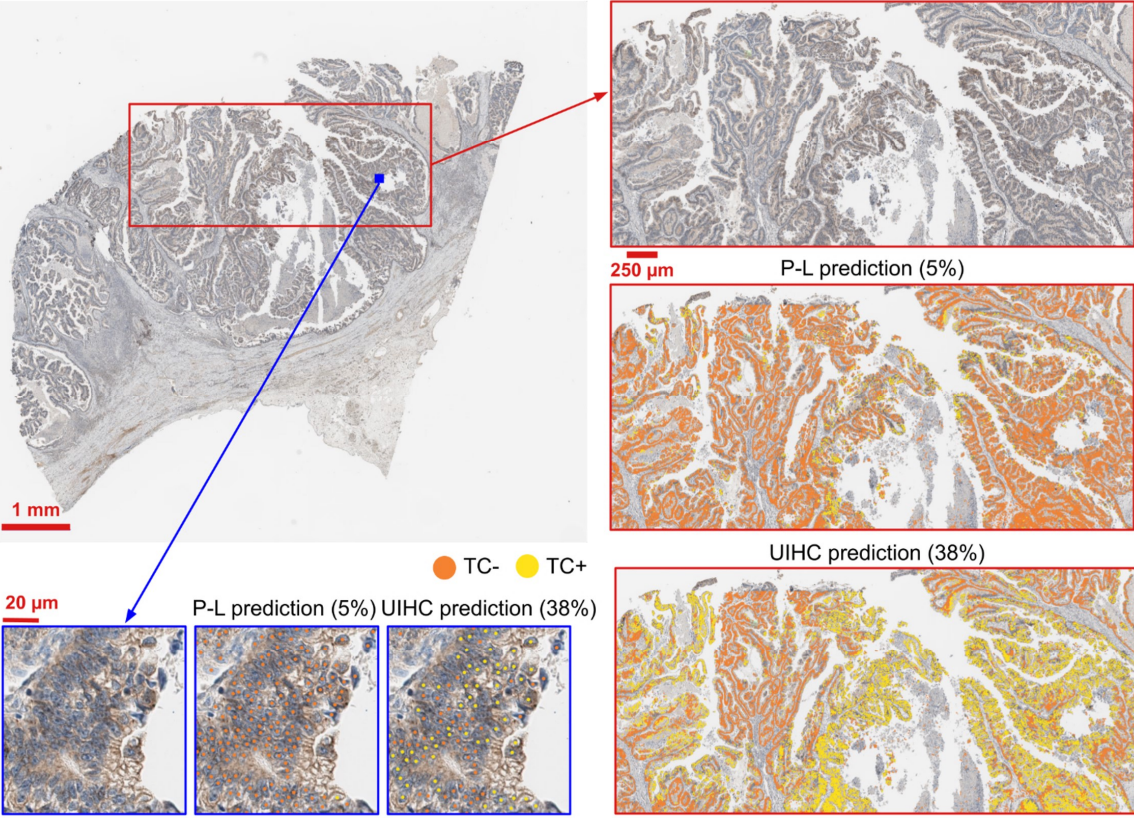 1 mm
250 µm
P-L prediction (5%)
UIHC prediction (38%)
TC- TC+
20 µm
P-L prediction (5%) UIHC prediction (38%)